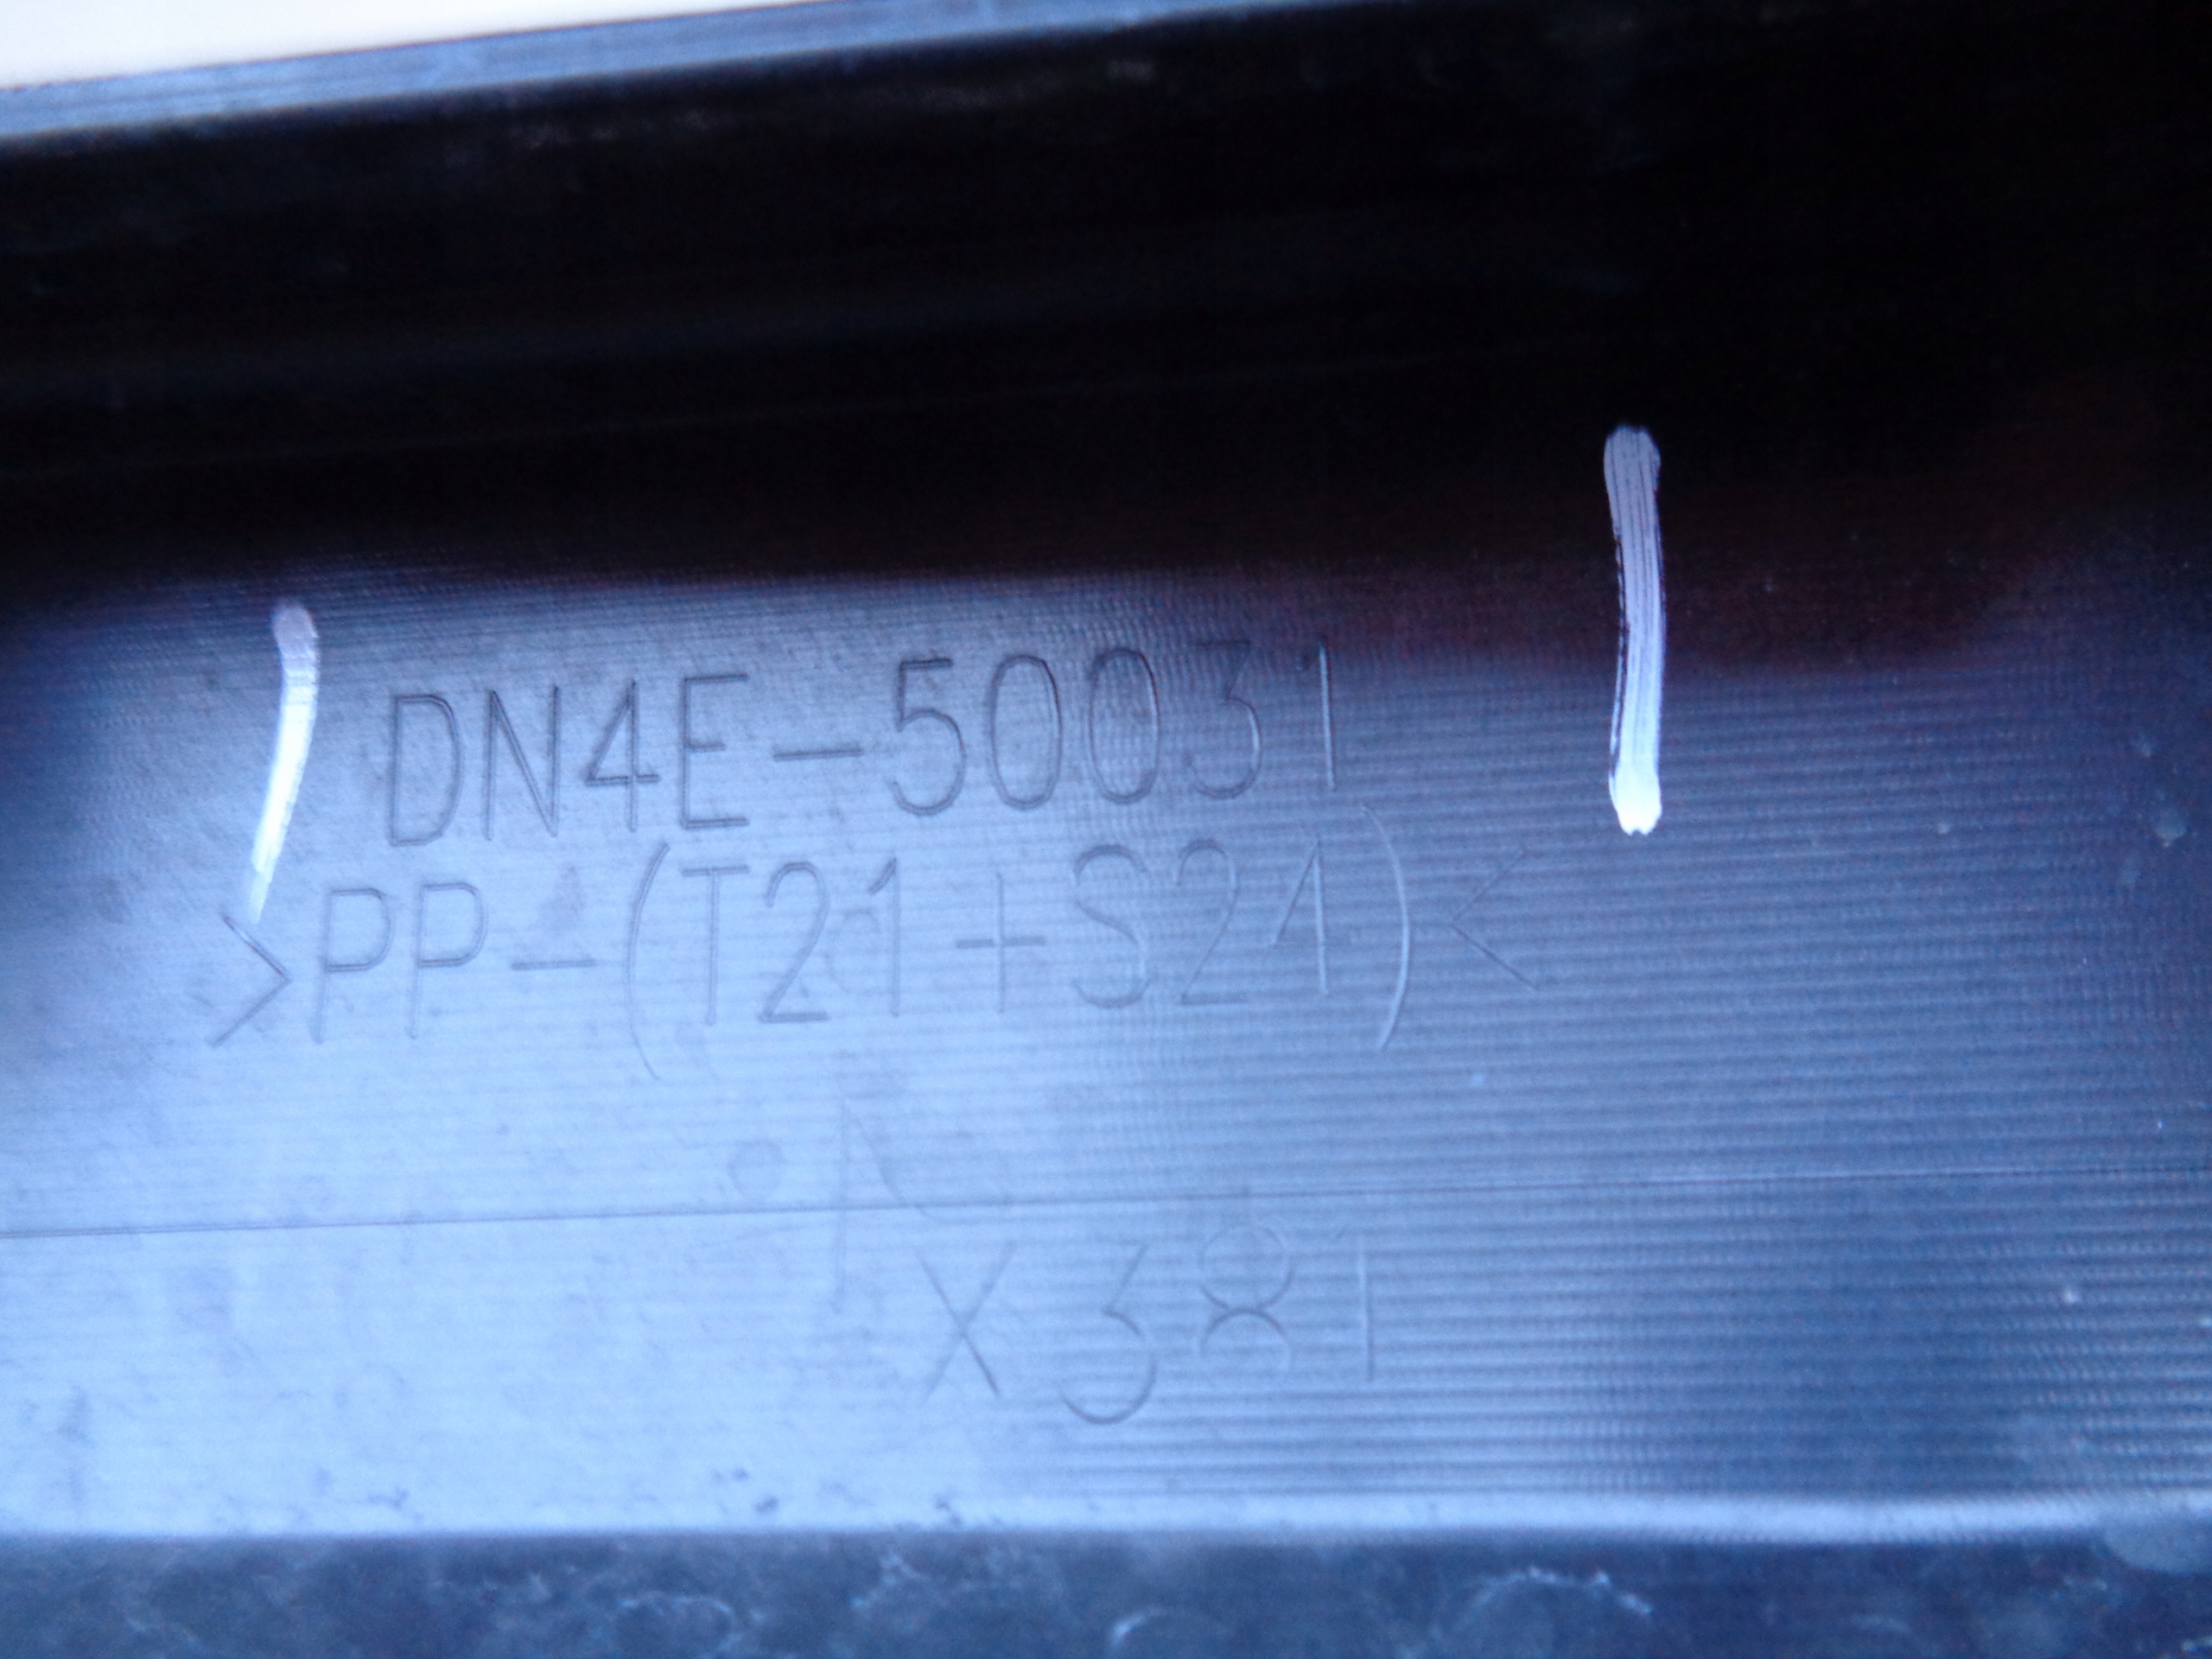 DN4E-50031
>PP-(T21+S21)<
X381